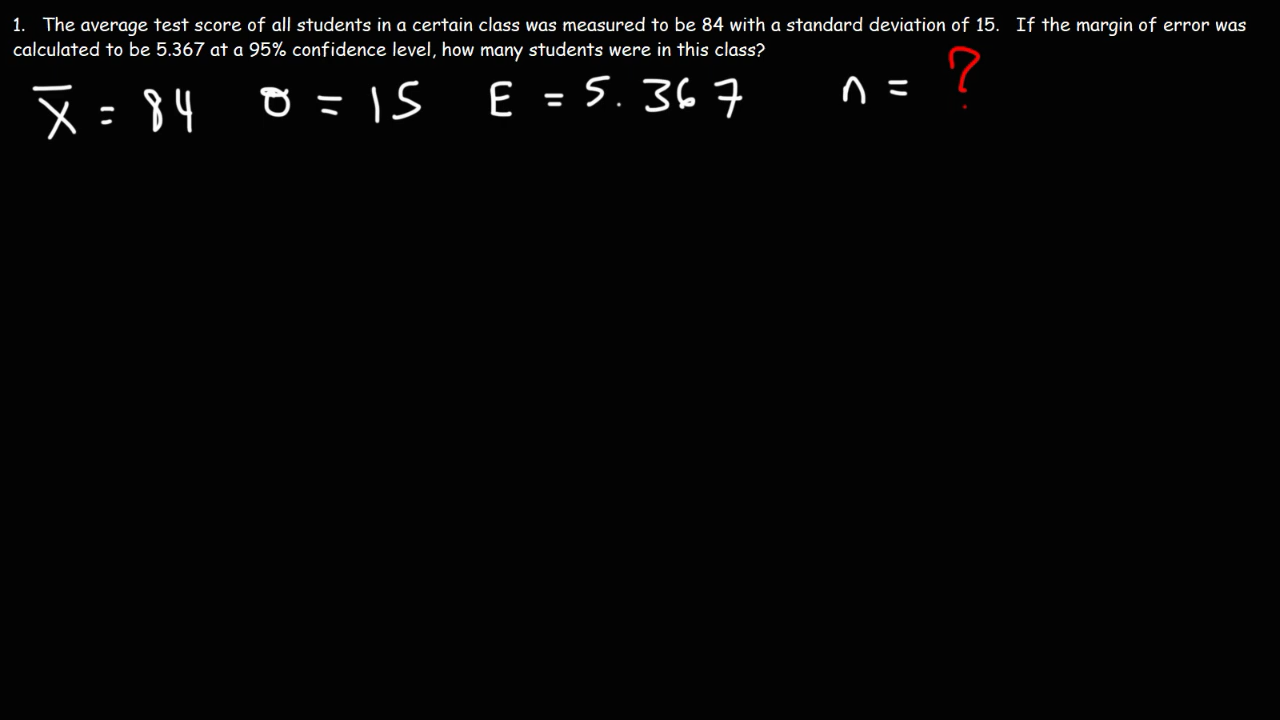 1. The average test score of all students in a certain class was measured to be 84 with a standard deviation of 15. If the margin of error was
calculated to be 5.367 at a 95% confidence level, how many students were in this class?
x̅ = 84 σ = 15 E = 5.367 n = ?